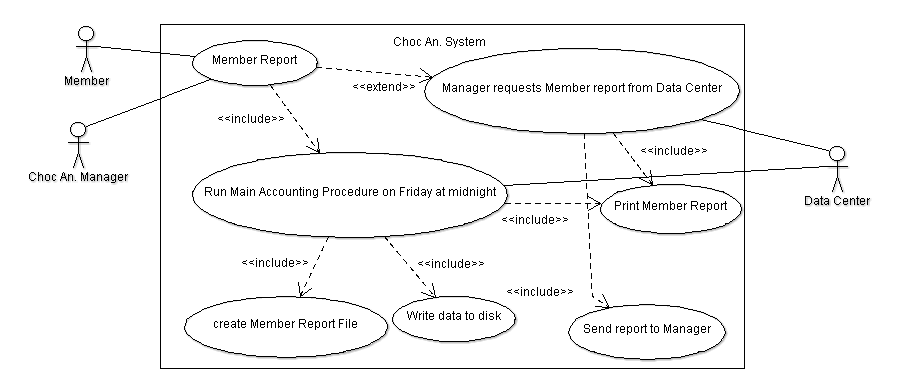 Choc An. System
Member Report
Member
Manager requests Member report from Data Center
<<extend>>
<<include>>
<<include>>
Choc An. Manager
Run Main Accounting Procedure on Friday at midnight
Data Center
Print Member Report
<<include>>
<<include>>
<<include>>
<<include>>
create Member Report File
Write data to disk
Send report to Manager